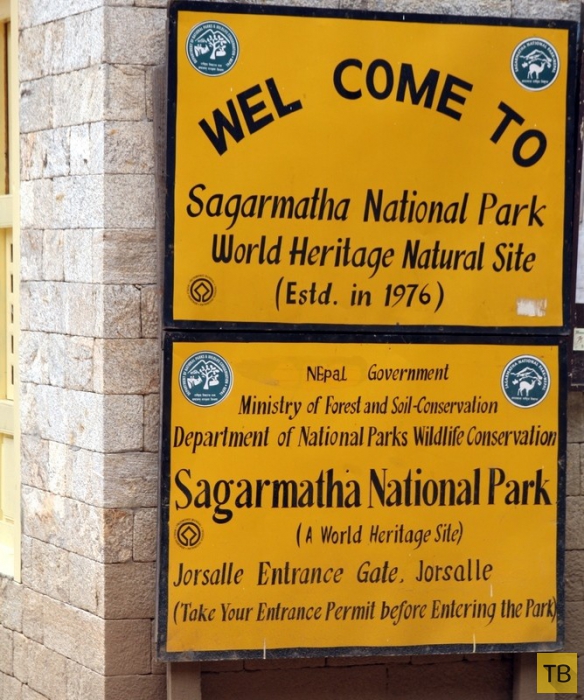 WEL COME TO
Sagarmatha National Park
World Heritage Natural Site
(Estd. in 1976)
NEpaL Government
Ministry of Forest and Soil-Conservation
Department of National Parks Wildlife Conservation
Sagarmatha National Park
(A World Heritage Site)
Jorsalle Entrance Gate, Jorsalle
(Take Your Entrance Permit before Entering the Park)
TB